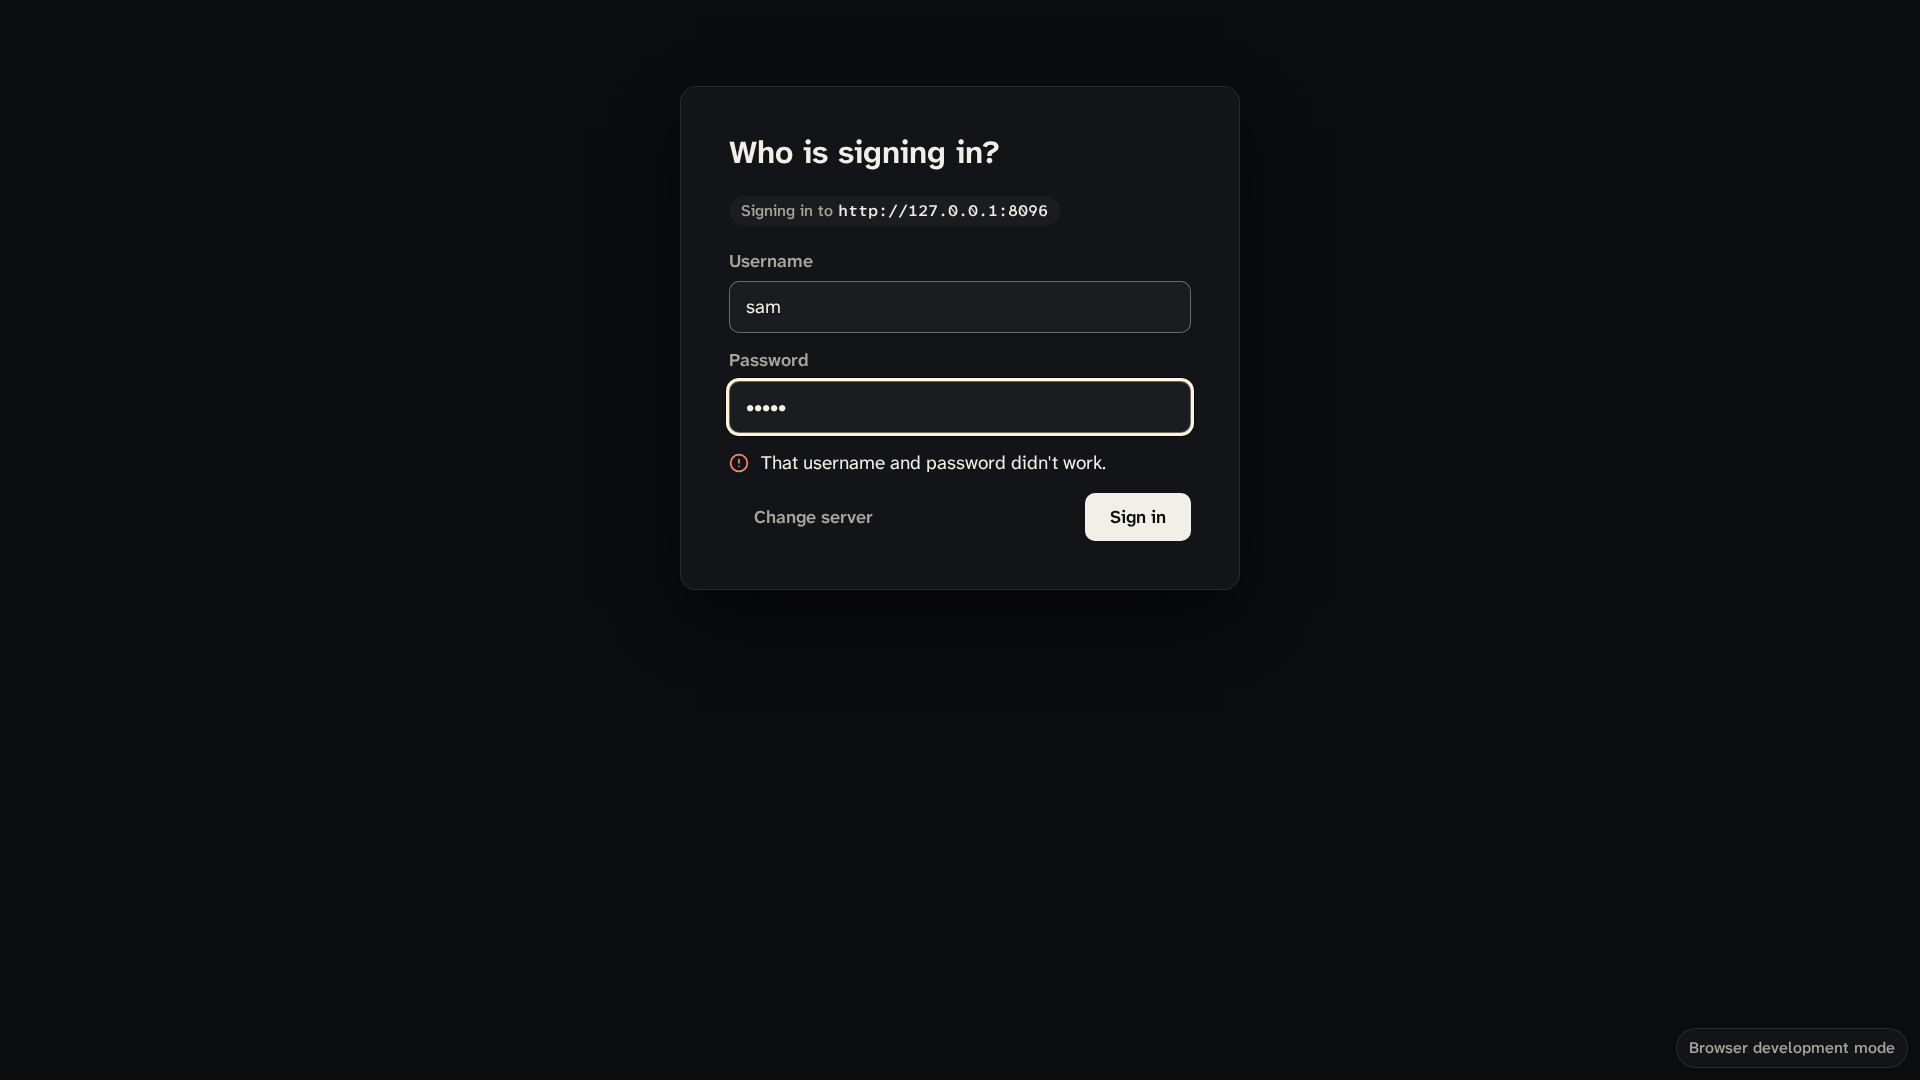 Who is signing in?
Signing in to http://127.0.0.1:8096
Username
sam
Password
•••••
That username and password didn't work.
Change server
Sign in
Browser development mode